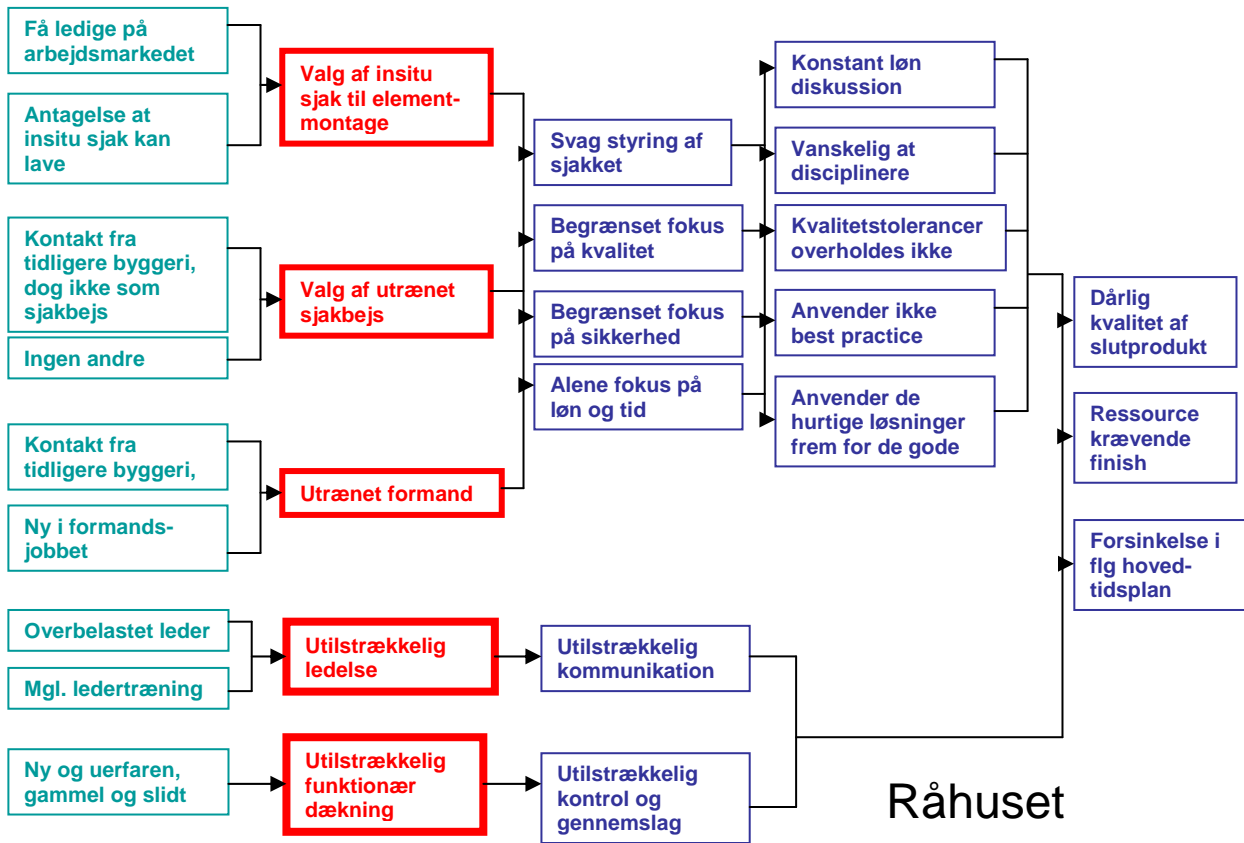 Få ledige på
arbejdsmarkedet
Antagelse at
insitu sjak kan
lave
Kontakt fra
tidligere byggeri,
dog ikke som
sjakbejs
Ingen andre
Kontakt fra
tidligere byggeri,
Ny i formands-
jobbet
Overbelastet leder
Mgl. ledertræning
Ny og uerfaren,
gammel og slidt
Valg af insitu
sjak til element-
montage
Valg af utrænet
sjakbejs
Utrænet formand
Utilstrækkelig
ledelse
Utilstrækkelig
funktionær
dækning
Svag styring af
sjakket
Begrænset fokus
på kvalitet
Begrænset fokus
på sikkerhed
Alene fokus på
løn og tid
Utilstrækkelig
kommunikation
Utilstrækkelig
kontrol og
gennemslag
Konstant løn
diskussion
Vanskelig at
disciplinere
Kvalitetstolerancer
overholdes ikke
Anvender ikke
best practice
Anvender de
hurtige løsninger
frem for de gode
Dårlig
kvalitet af
slutprodukt
Ressource
krævende
finish
Forsinkelse i
flg hoved-
tidsplan
Råhuset